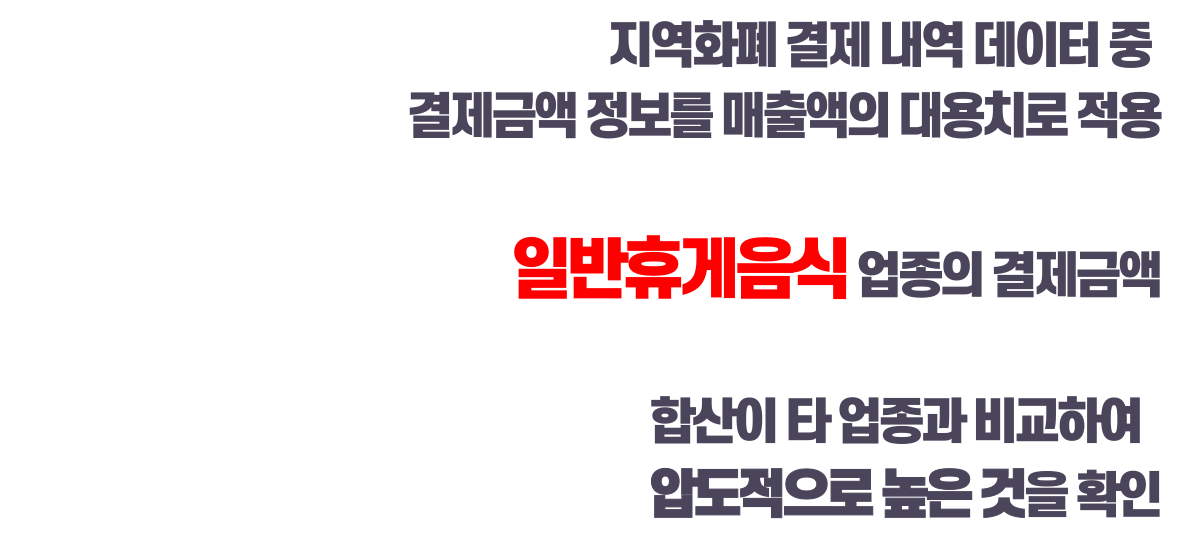 지역화폐 결제 내역 데이터 중
결제금액 정보를 매출액의 대용치로 적용
일반휴게음식 업종의 결제금액
합산이 타 업종과 비교하여
압도적으로 높은 것을 확인